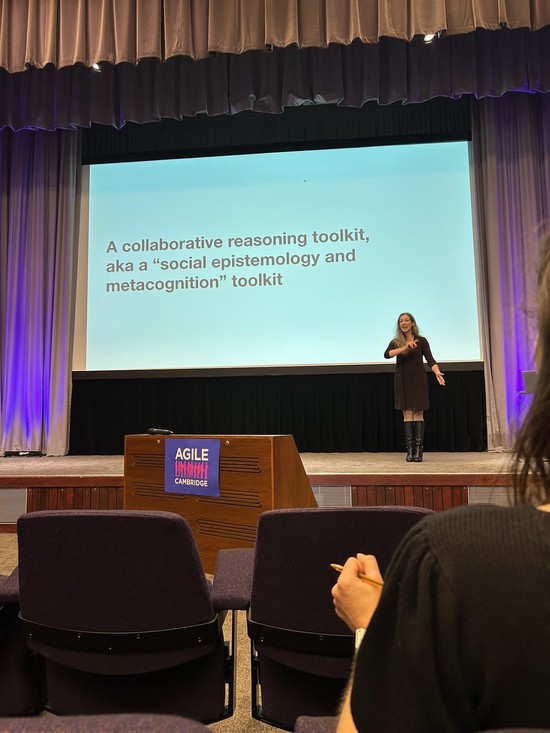 A collaborative reasoning toolkit,
aka a “social epistemology and
metacognition” toolkit
AGILE
CAMBRIDGE